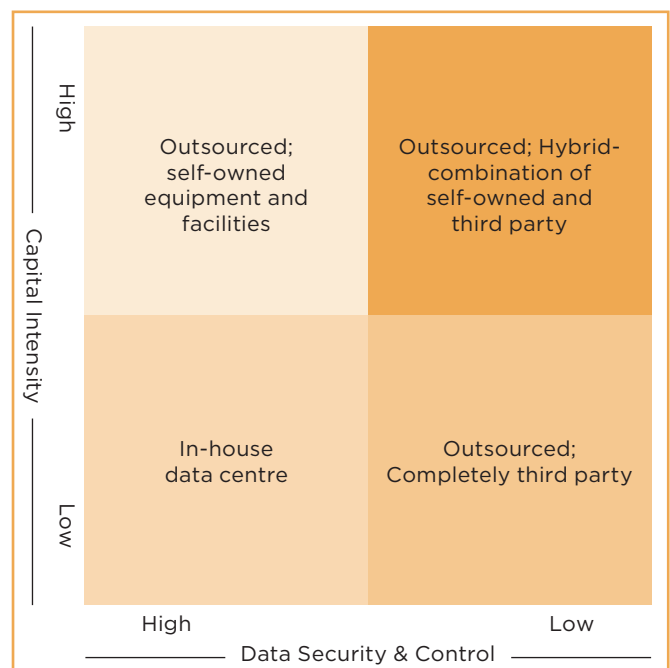 High
Capital Intensity
Low
Outsourced;
self-owned
equipment and
facilities
Outsourced; Hybrid-
combination of
self-owned and
third party
In-house
data centre
Outsourced;
Completely third party
High
Low
Data Security & Control